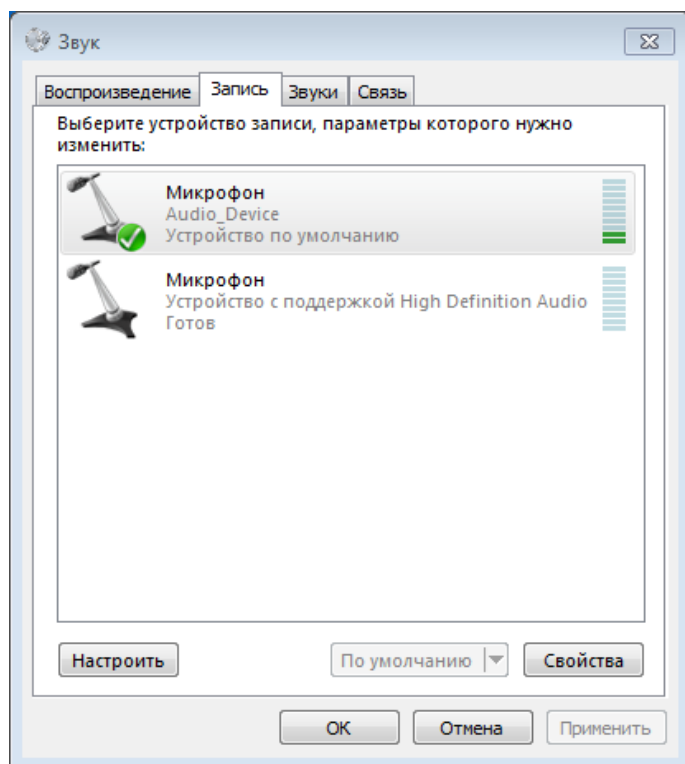 Звук
Воспроизведение Запись Звуки Связь
Выберите устройство записи, параметры которого нужно
изменить:
Микрофон
Audio_Device
Устройство по умолчанию
Микрофон
Устройство с поддержкой High Definition Audio
Готов
Настроить По умолчанию Свойства
ОК Отмена Применить